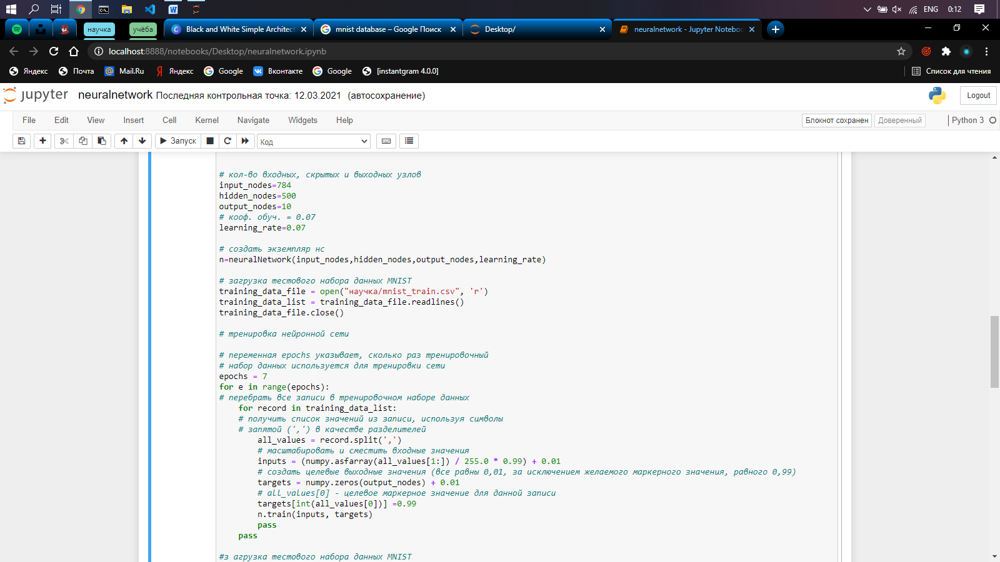 ENG 0:12
научка учёба Black and White Simple Architect mnist database – Google Поиск Desktop/ neuralnetwork - Jupyter Noteboo
localhost:8888/notebooks/Desktop/neuralnetwork.ipynb
Яндекс Почта Mail.Ru Яндекс Google Вконтакте Google [instantgram 4.0.0] Список для чтения
jupyter neuralnetwork Последняя контрольная точка: 12.03.2021 (автосохранение) Logout
File Edit View Insert Cell Kernel Navigate Widgets Help Блокнот сохранен Доверенный Python 3
Запуск Код
# кол-во входных, скрытых и выходных узлов
input_nodes=784
hidden_nodes=500
output_nodes=10
# кооф. обуч. = 0.07
learning_rate=0.07
# создать экземпляр нс
n=neuralNetwork(input_nodes,hidden_nodes,output_nodes,learning_rate)
# загрузка тестового набора данных MNIST
training_data_file = open("научка/mnist_train.csv", 'r')
training_data_list = training_data_file.readlines()
training_data_file.close()
# тренировка нейронной сети
# переменная epochs указывает, сколько раз тренировочный
# набор данных используется для тренировки сети
epochs = 7
for e in range(epochs):
# перебрать все записи в тренировочном наборе данных
for record in training_data_list:
# получить список значений из записи, используя символы
# запятой (',') в качестве разделителей
all_values = record.split(',')
# масштабировать и сместить входные значения
inputs = (numpy.asfarray(all_values[1:]) / 255.0 * 0.99) + 0.01
# создать целевые выходные значения (все равны 0,01, за исключением желаемого маркерного значения, равного 0,99)
targets = numpy.zeros(output_nodes) + 0.01
# all_values[0] - целевое маркерное значение для данной записи
targets[int(all_values[0])] =0.99
n.train(inputs, targets)
pass
pass
#з агрузка тестового набора данных MNIST